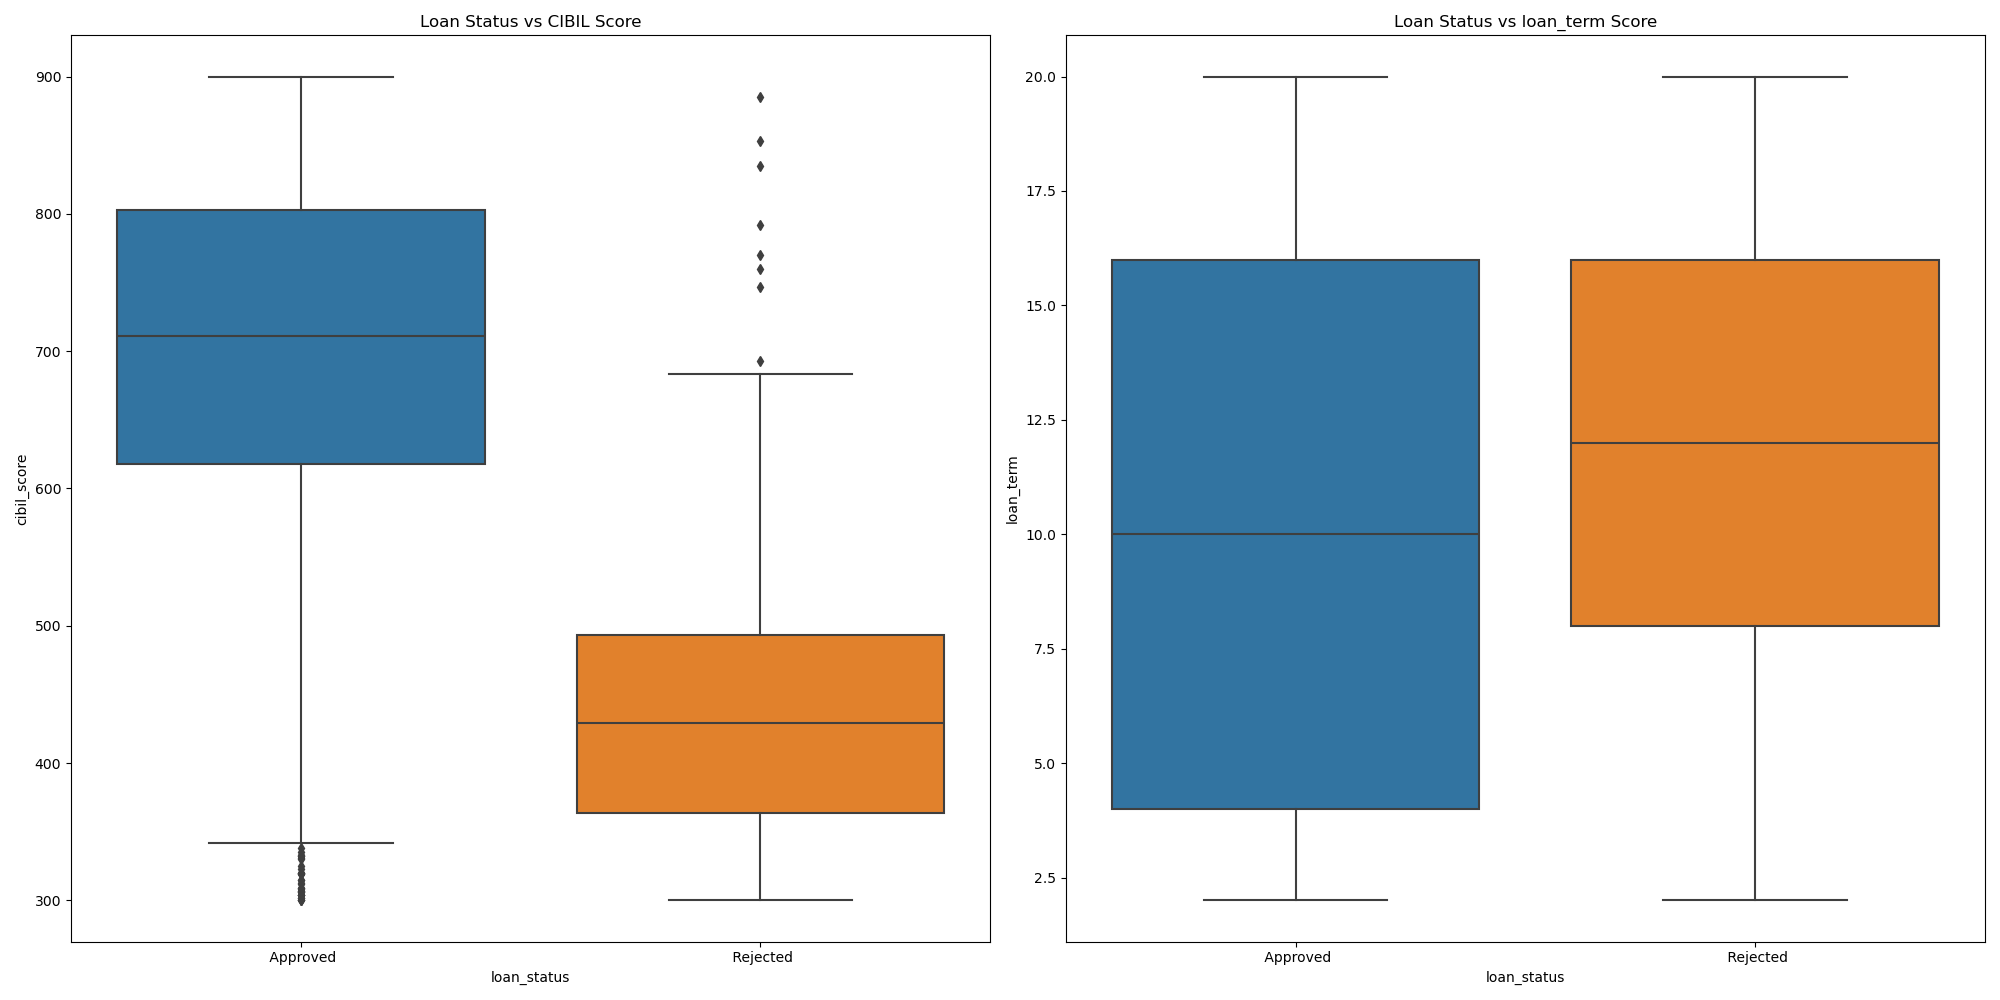 Loan Status vs CIBIL Score
900
800
700
600
500
400
300
cibil_score
Approved
Rejected
loan_status
Loan Status vs loan_term Score
20.0
17.5
15.0
12.5
10.0
7.5
5.0
2.5
loan_term
Approved
Rejected
loan_status